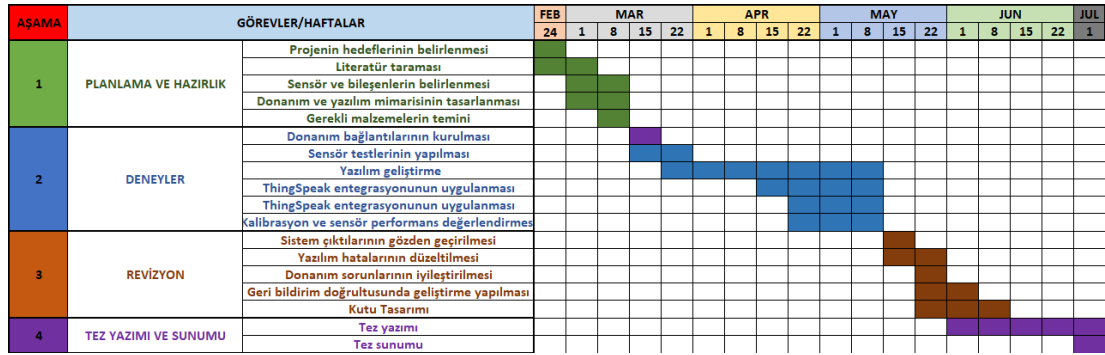 AŞAMA GÖREVLER/HAFTALAR FEB MAR APR MAY JUN JUL
24 1 8 15 22 1 8 15 22 1 8 15 22 1 8 15 22 1
1 PLANLAMA VE HAZIRLIK
Projenin hedeflerinin belirlenmesi
Literatür taraması
Sensör ve bileşenlerin belirlenmesi
Donanım ve yazılım mimarisinin tasarlanması
Gerekli malzemelerin temini
2 DENEYLER
Donanım bağlantılarının kurulması
Sensör testlerinin yapılması
Yazılım geliştirme
ThingSpeak entegrasyonunun uygulanması
ThingSpeak entegrasyonunun uygulanması
Kalibrasyon ve sensör performans değerlendirmes
3 REVİZYON
Sistem çıktılarının gözden geçirilmesi
Yazılım hatalarının düzeltilmesi
Donanım sorunlarının iyileştirilmesi
Geri bildirim doğrultusunda geliştirme yapılması
Kutu Tasarımı
4 TEZ YAZIMI VE SUNUMU
Tez yazımı
Tez sunumu